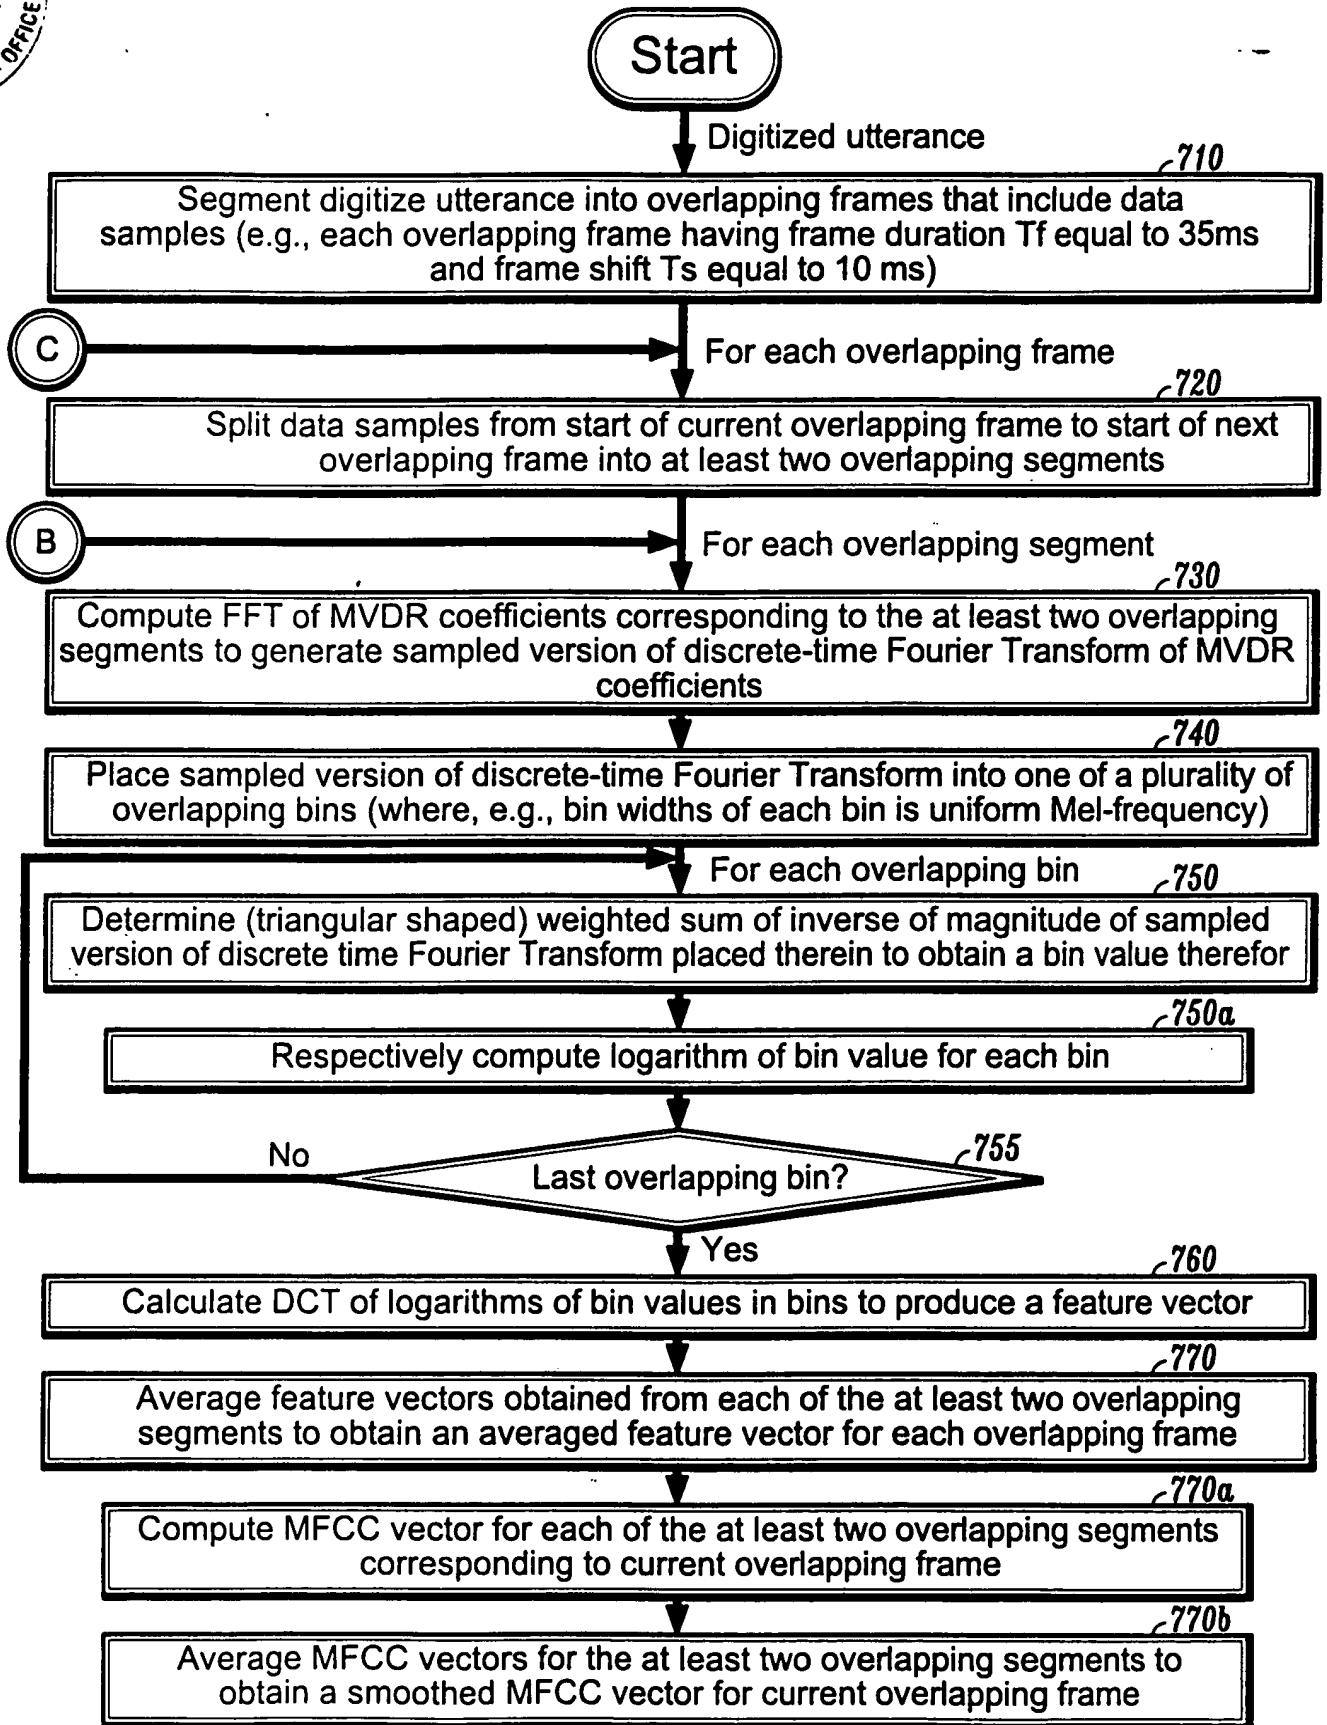 OFFICE
Start
Digitized utterance
710
Segment digitize utterance into overlapping frames that include data
samples (e.g., each overlapping frame having frame duration Tf equal to 35ms
and frame shift Ts equal to 10 ms)
C
For each overlapping frame
720
Split data samples from start of current overlapping frame to start of next
overlapping frame into at least two overlapping segments
B
For each overlapping segment
730
Compute FFT of MVDR coefficients corresponding to the at least two overlapping
segments to generate sampled version of discrete-time Fourier Transform of MVDR
coefficients
740
Place sampled version of discrete-time Fourier Transform into one of a plurality of
overlapping bins (where, e.g., bin widths of each bin is uniform Mel-frequency)
For each overlapping bin
750
Determine (triangular shaped) weighted sum of inverse of magnitude of sampled
version of discrete time Fourier Transform placed therein to obtain a bin value therefor
750a
Respectively compute logarithm of bin value for each bin
No
755
Last overlapping bin?
Yes
760
Calculate DCT of logarithms of bin values in bins to produce a feature vector
770
Average feature vectors obtained from each of the at least two overlapping
segments to obtain an averaged feature vector for each overlapping frame
770a
Compute MFCC vector for each of the at least two overlapping segments
corresponding to current overlapping frame
770b
Average MFCC vectors for the at least two overlapping segments to
obtain a smoothed MFCC vector for current overlapping frame